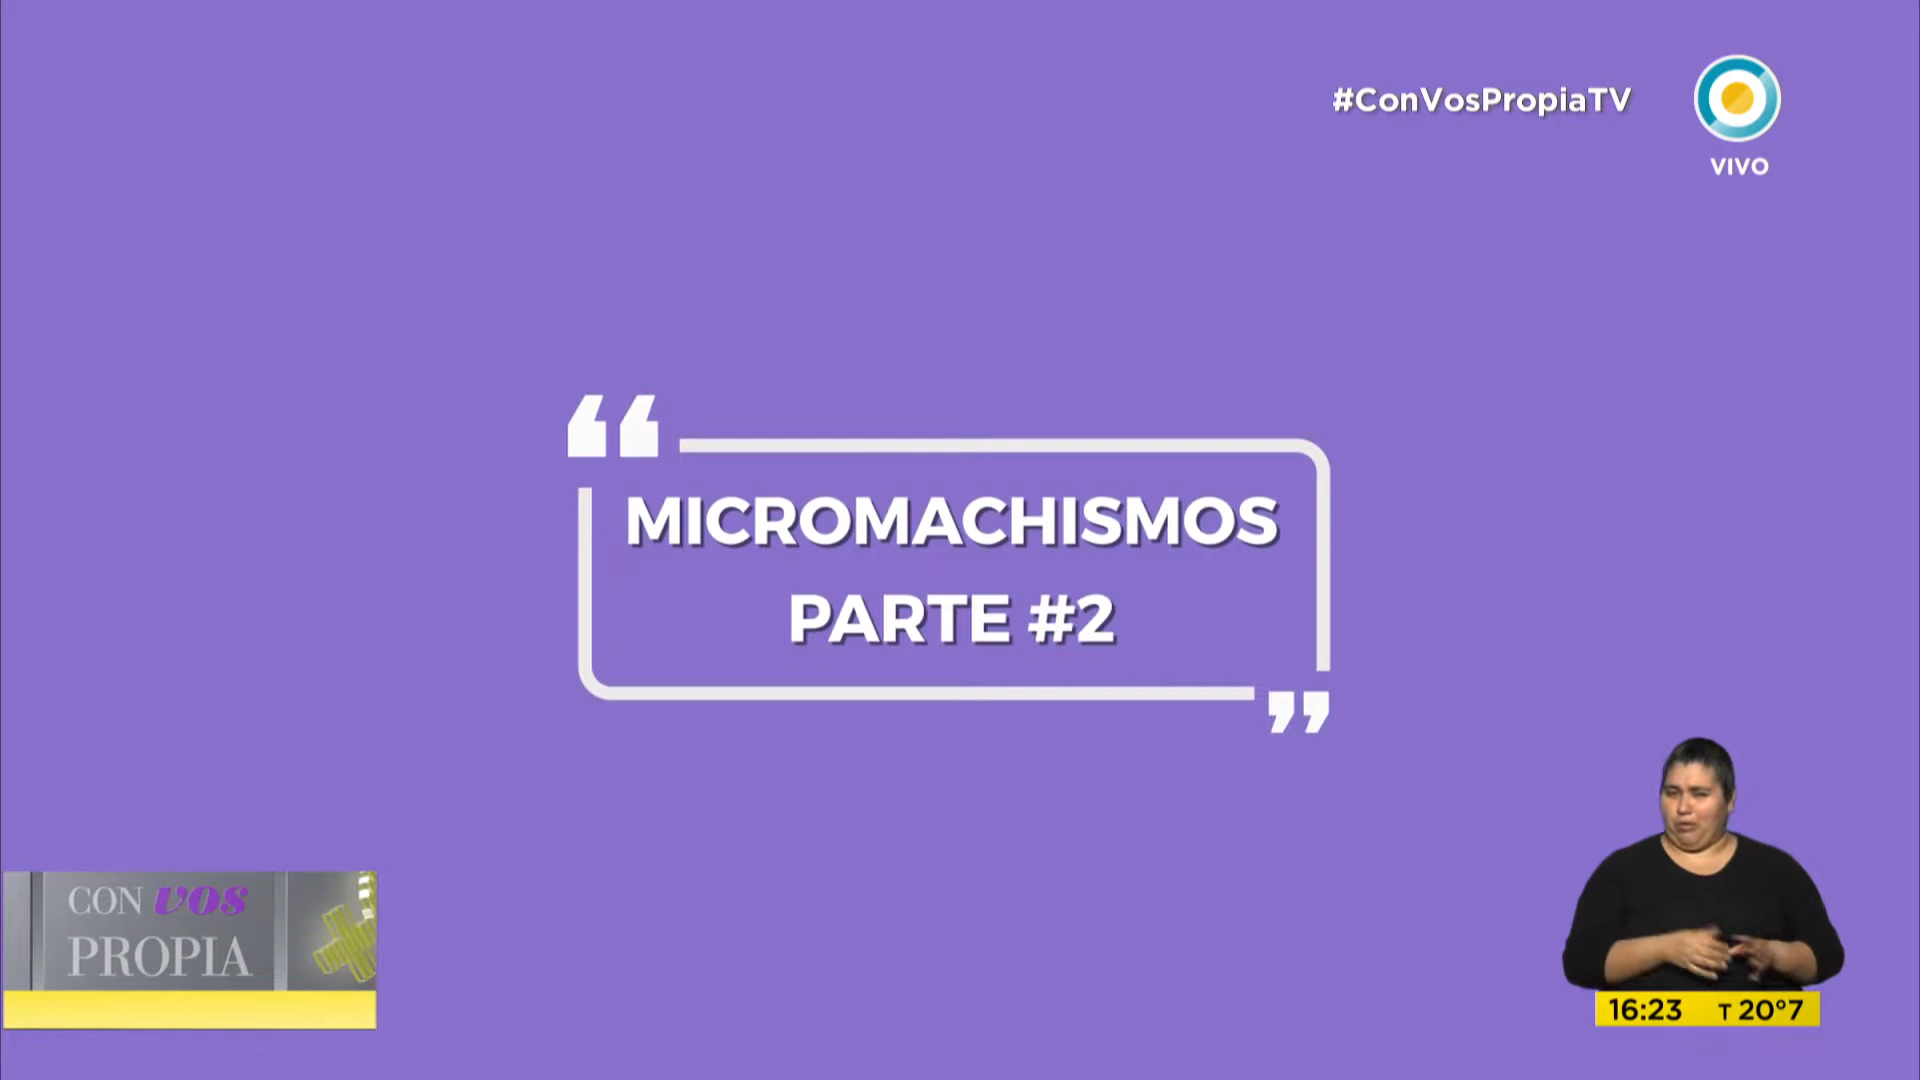 #ConVosPropiaTV
VIVO
“MICROMACHISMOS
PARTE #2”
CON VOS
PROPIA
16:23 T 20°7